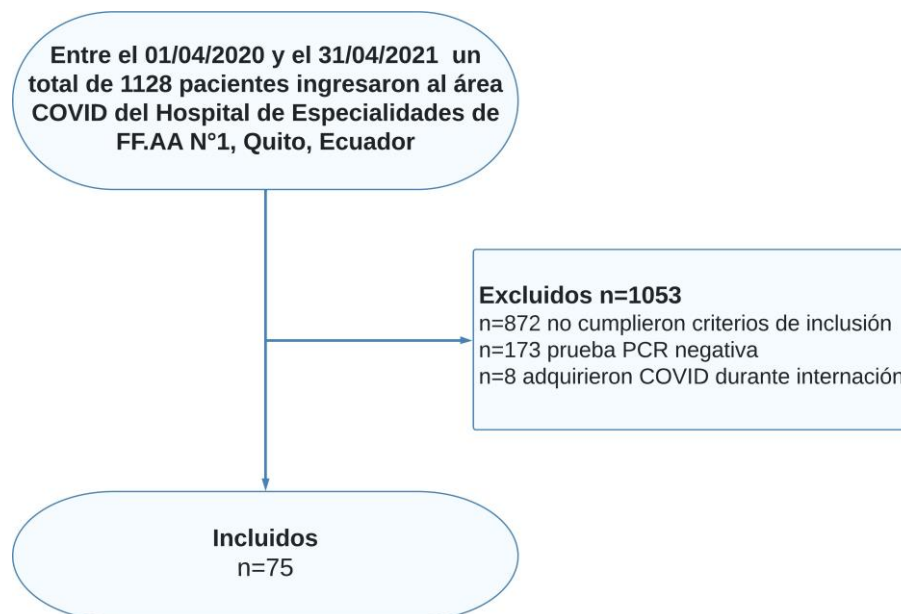 Entre el 01/04/2020 y el 31/04/2021 un
total de 1128 pacientes ingresaron al área
COVID del Hospital de Especialidades de
FF.AA N°1, Quito, Ecuador
Excluidos n=1053
n=872 no cumplieron criterios de inclusión
n=173 prueba PCR negativa
n=8 adquirieron COVID durante internación
Incluidos
n=75